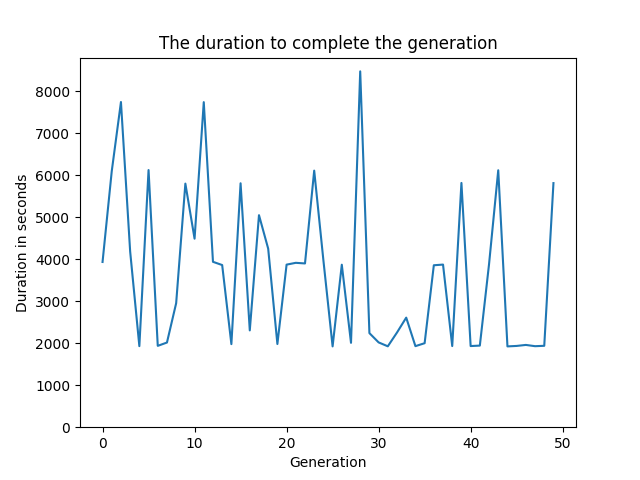 The duration to complete the generation
Duration in seconds
8000
7000
6000
5000
4000
3000
2000
1000
0
0 10 20 30 40 50
Generation